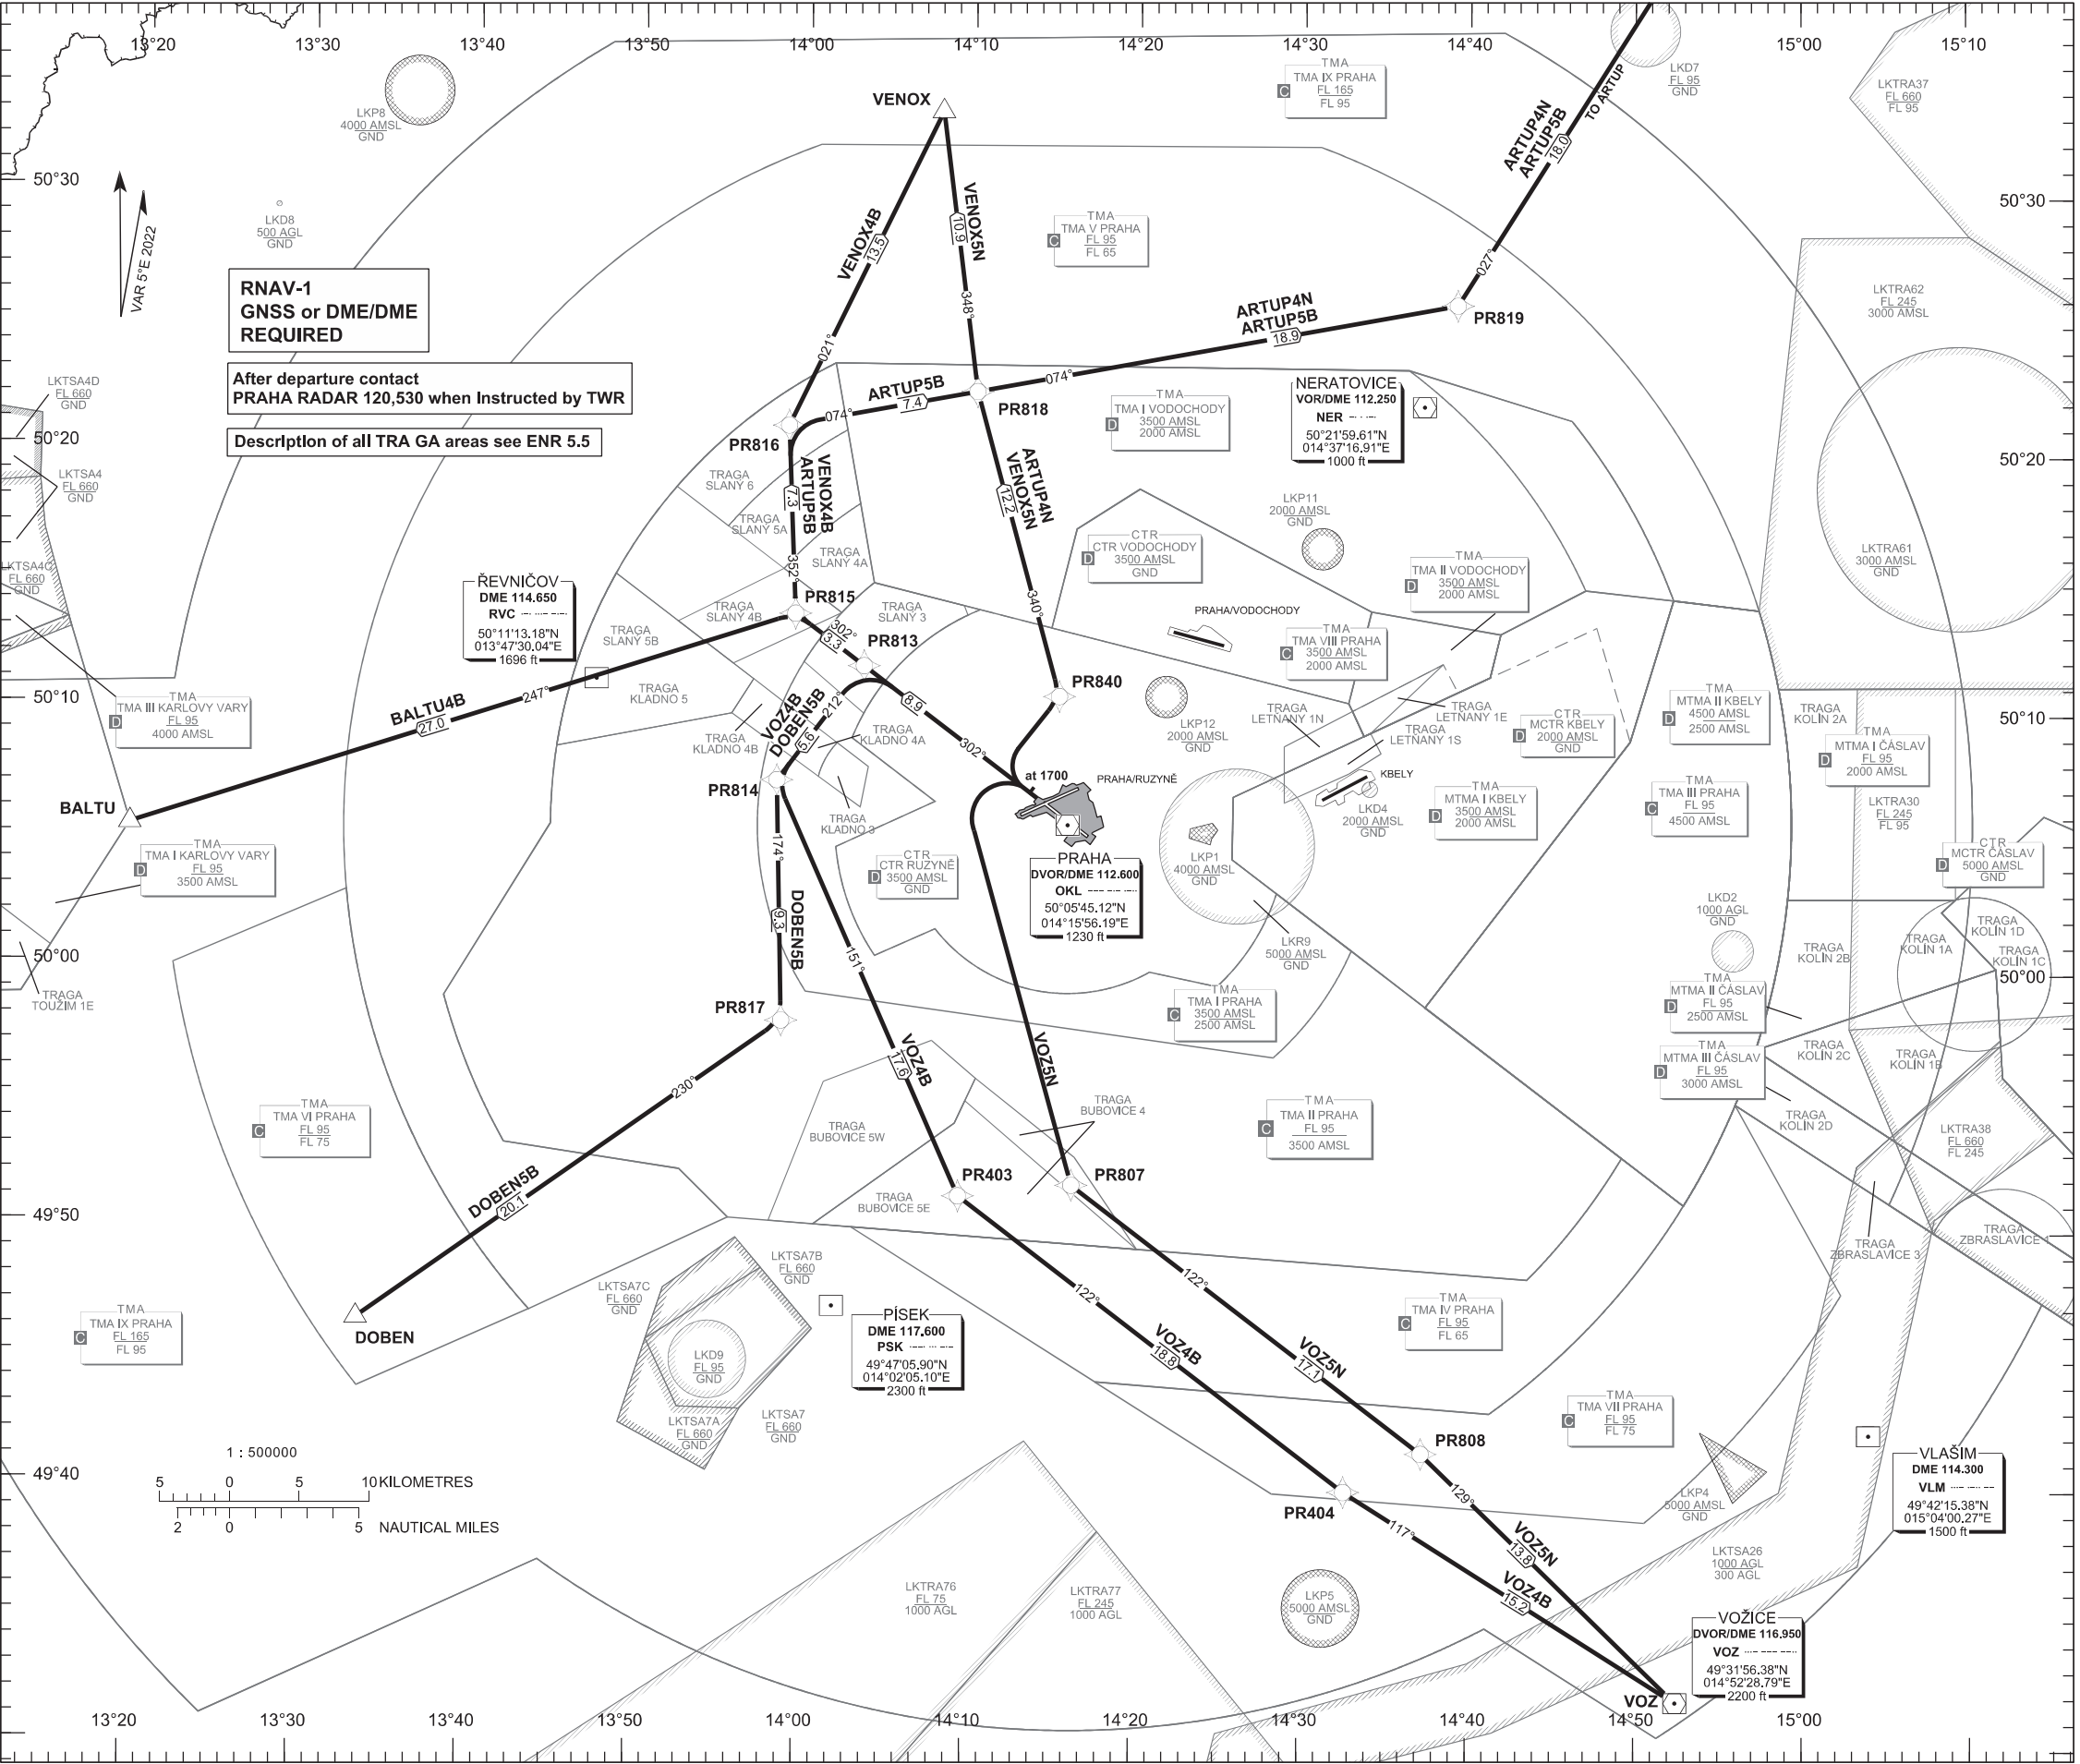 13°20
13°30
13°40
13°50
14°00
14°10
14°20
14°30
14°40
15°00
15°10
50°30
50°20
50°10
50°00
49°50
49°40
50°30
50°20
50°10
50°00
VAR 5°E 2022
RNAV-1
GNSS or DME/DME
REQUIRED
After departure contact
PRAHA RADAR 120,530 when Instructed by TWR
Description of all TRA GA areas see ENR 5.5
LKP8
4000 AMSL
GND
LKD8
500 AGL
GND
VENOX
TMA
TMA IX PRAHA
FL 165
FL 95
C
LKD7
FL 95
GND
LKTRA37
FL 660
FL 95
TO ARTUP
ARTUP4N
ARTUP5B
18.0
027°
VENOX4B
13.5
021°
VENOX5N
10.9
348°
TMA
TMA V PRAHA
FL 95
FL 65
C
ARTUP4N
ARTUP5B
18.9
074°
PR819
LKTRA62
FL 245
3000 AMSL
LKTSA4D
FL 660
GND
LKTSA4
FL 660
GND
LKTSA4C
FL 660
GND
ARTUP5B
7.4
074°
PR818
PR816
TMA
TMA I VODOCHODY
3500 AMSL
2000 AMSL
D
NERATOVICE
VOR/DME 112.250
NER
50°21'59.61"N
014°37'16.91"E
1000 ft
VENOX4B
ARTUP5B
7.3
352°
ARTUP4N
VENOX5N
12.2
340°
TRAGA
SLANÝ 6
TRAGA
SLANÝ 5A
TRAGA
SLANÝ 4A
TRAGA
SLANÝ 4B
TRAGA
SLANÝ 5B
TRAGA
SLANÝ 3
LKP11
2000 AMSL
GND
CTR
CTR VODOCHODY
3500 AMSL
GND
D
TMA
TMA II VODOCHODY
3500 AMSL
2000 AMSL
D
LKTRA61
3000 AMSL
GND
ŘEVNIČOV
DME 114.650
RVC
50°11'13.18"N
013°47'30.04"E
1696 ft
PR815
302°
3.3
PR813
PRAHA/VODOCHODY
TMA
TMA VIII PRAHA
3500 AMSL
2000 AMSL
C
BALTU4B
27.0
247°
TRAGA
KLADNO 5
TRAGA
KLADNO 4B
VOZ4B
DOBEN5B
5.6
212°
TRAGA
KLADNO 4A
TRAGA
KLADNO 3
8.9
302°
PR840
LKP12
2000 AMSL
GND
TRAGA
LETŇANY 1N
TRAGA
LETŇANY 1E
TRAGA
LETŇANY 1S
CTR
MCTR KBELY
2000 AMSL
GND
D
TMA
MTMA II KBELY
4500 AMSL
2500 AMSL
D
TRAGA
KOLÍN 2A
TMA
MTMA I ČÁSLAV
FL 95
2000 AMSL
D
TMA
TMA III KARLOVY VARY
FL 95
4000 AMSL
D
BALTU
PR814
at 1700
PRAHA/RUZYNĚ
KBELY
LKD4
2000 AMSL
GND
TMA
MTMA I KBELY
3500 AMSL
2000 AMSL
D
TMA
TMA III PRAHA
FL 95
4500 AMSL
C
LKTRA30
FL 245
FL 95
CTR
MCTR ČÁSLAV
5000 AMSL
GND
D
TMA
TMA I KARLOVY VARY
FL 95
3500 AMSL
D
174°
9.3
DOBEN5B
CTR
CTR RUZYNĚ
3500 AMSL
GND
D
PRAHA
DVOR/DME 112.600
OKL
50°05'45.12"N
014°15'56.19"E
1230 ft
LKP1
4000 AMSL
GND
LKR9
5000 AMSL
GND
LKD2
1000 AGL
GND
TRAGA
KOLÍN 2B
TRAGA
KOLÍN 1A
TRAGA
KOLÍN 1D
TRAGA
KOLÍN 1C
TRAGA
TOUŽIM 1E
PR817
151°
VOZ4B
17.6
VOZ5N
TMA
TMA I PRAHA
3500 AMSL
2500 AMSL
C
TMA
MTMA II ČÁSLAV
FL 95
2500 AMSL
D
TMA
MTMA III ČÁSLAV
FL 95
3000 AMSL
D
TRAGA
KOLÍN 2C
TRAGA
KOLÍN 1B
TRAGA
KOLÍN 2D
230°
DOBEN5B
20.1
TMA
TMA VI PRAHA
FL 95
FL 75
C
TRAGA
BUBOVICE 5W
TRAGA
BUBOVICE 4
TRAGA
BUBOVICE 5E
TMA
TMA II PRAHA
FL 95
3500 AMSL
C
LKTRA38
FL 660
FL 245
PR403
PR807
TRAGA
ZBRASLAVICE 3
TRAGA
ZBRASLAVICE 1
LKTSA7B
FL 660
GND
LKTSA7C
FL 660
GND
DOBEN
TMA
TMA IX PRAHA
FL 165
FL 95
C
LKD9
FL 95
GND
LKTSA7A
FL 660
GND
LKTSA7
FL 660
GND
PÍSEK
DME 117.600
PSK
49°47'05.90"N
014°02'05.10"E
2300 ft
122°
VOZ4B
18.8
122°
VOZ5N
17.1
TMA
TMA IV PRAHA
FL 95
FL 65
C
TMA
TMA VII PRAHA
FL 95
FL 75
C
PR808
129°
VOZ5N
13.8
PR404
117°
VOZ4B
15.2
LKP4
5000 AMSL
GND
VLAŠIM
DME 114.300
VLM
49°42'15.38"N
015°04'00.27"E
1500 ft
1 : 500000
5
0
5
10 KILOMETRES
2
0
5
NAUTICAL MILES
LKTRA76
FL 75
1000 AGL
LKTRA77
FL 245
1000 AGL
LKP5
5000 AMSL
GND
LKTSA26
1000 AGL
300 AGL
VOŽICE
DVOR/DME 116,950
VOZ
49°31'56.38"N
014°52'28.79"E
2200 ft
VOZ
13°20
13°30
13°40
13°50
14°00
14°10
14°20
14°30
14°40
14°50
15°00